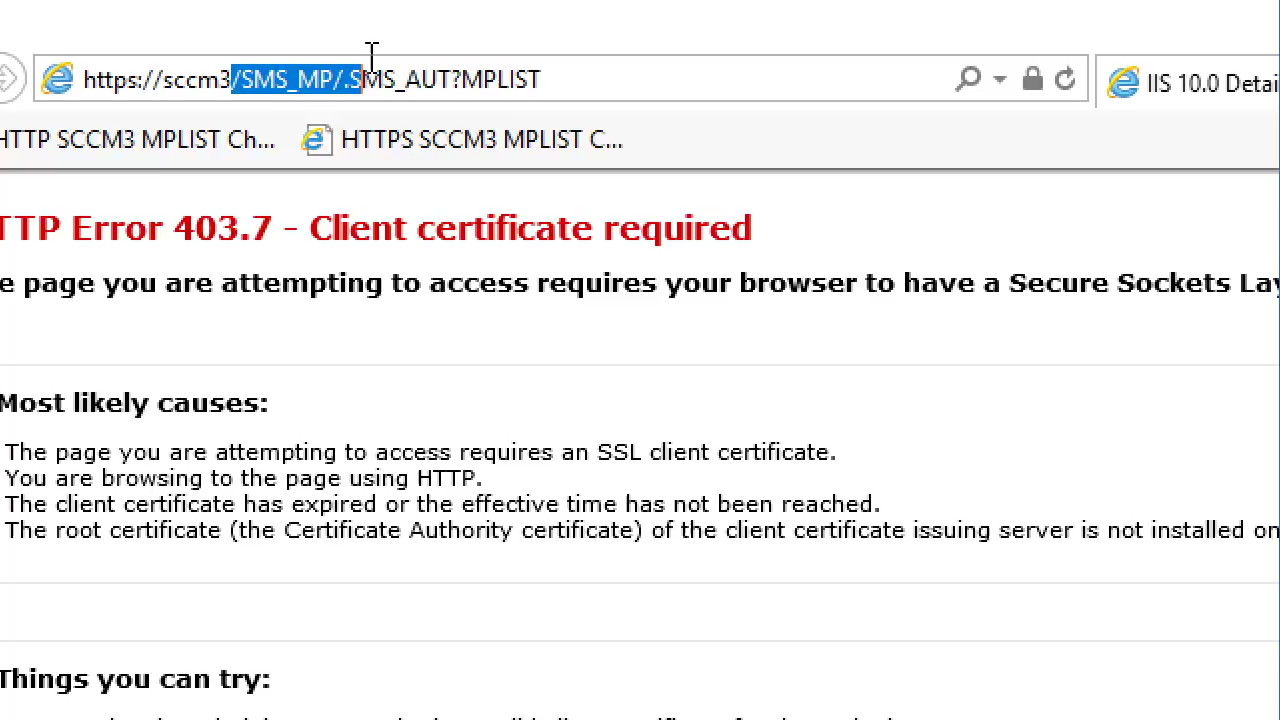 https://sccm3/SMS_MP/.SMS_AUT?MPLIST
IIS 10.0 Detai
HTTP SCCM3 MPLIST Ch...
HTTPS SCCM3 MPLIST C...
TTP Error 403.7 - Client certificate required
e page you are attempting to access requires your browser to have a Secure Sockets Lay
Most likely causes:
The page you are attempting to access requires an SSL client certificate.
You are browsing to the page using HTTP.
The client certificate has expired or the effective time has not been reached.
The root certificate (the Certificate Authority certificate) of the client certificate issuing server is not installed on
Things you can try: